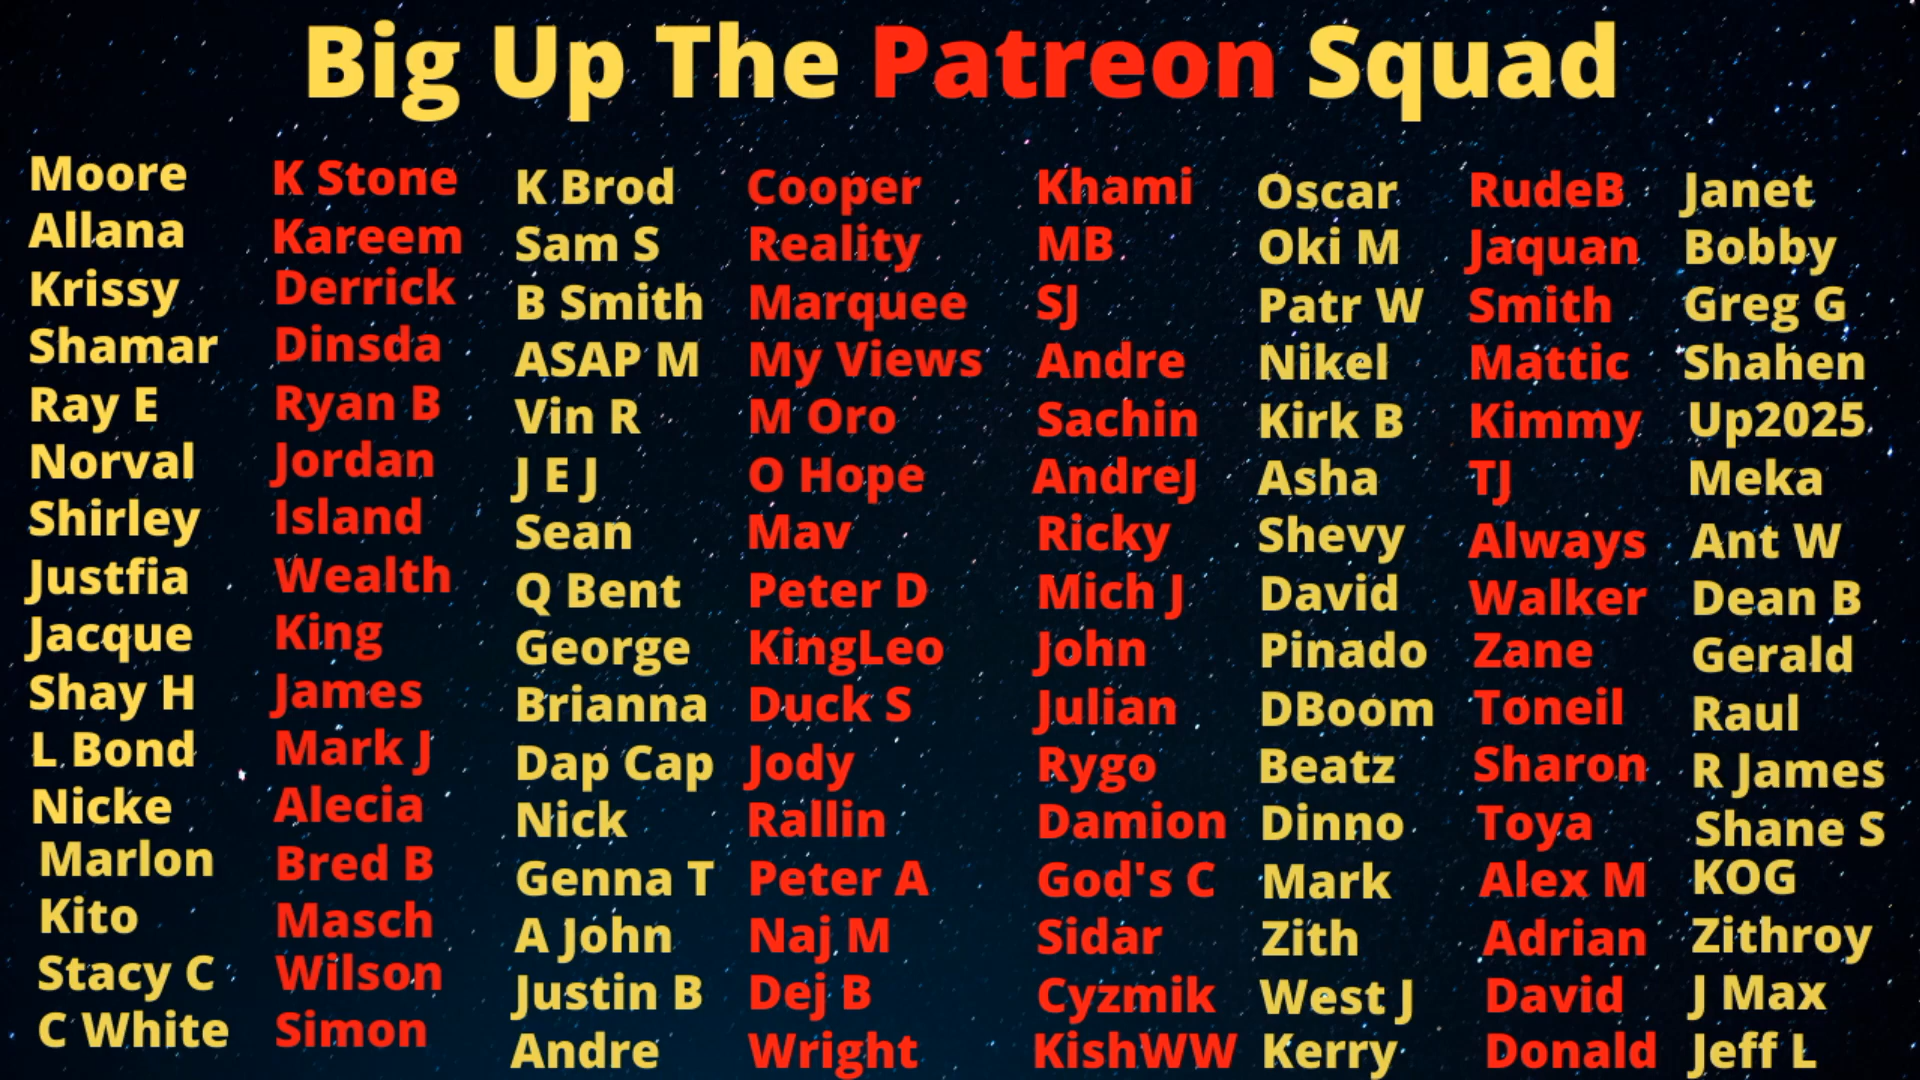 Big Up The Patreon Squad
Moore
Allana
Krissy
Shamar
Ray E
Norval
Shirley
Justfia
Jacque
Shay H
L Bond
Nicke
Marlon
Kito
Stacy C
C White
K Stone
Kareem
Derrick
Dinsda
Ryan B
Jordan
Island
Wealth
King
James
Mark J
Alecia
Bred B
Masch
Wilson
Simon
K Brod
Sam S
B Smith
ASAP M
Vin R
J E J
Sean
Q Bent
George
Brianna
Dap Cap
Nick
Genna T
A John
Justin B
Andre
Cooper
Reality
Marquee
My Views
M Oro
O Hope
Mav
Peter D
KingLeo
Duck S
Jody
Rallin
Peter A
Naj M
Dej B
Wright
Khami
MB
SJ
Andre
Sachin
AndreJ
Ricky
Mich J
John
Julian
Rygo
Damion
God's C
Sidar
Cyzmik
KishWW
Oscar
Oki M
Patr W
Nikel
Kirk B
Asha
Shevy
David
Pinado
DBoom
Beatz
Dinno
Mark
Zith
West J
Kerry
RudeB
Jaquan
Smith
Mattic
Kimmy
TJ
Always
Walker
Zane
Toneil
Sharon
Toya
Alex M
Adrian
David
Donald
Janet
Bobby
Greg G
Shahen
Up2025
Meka
Ant W
Dean B
Gerald
Raul
R James
Shane S
KOG
Zithroy
J Max
Jeff L